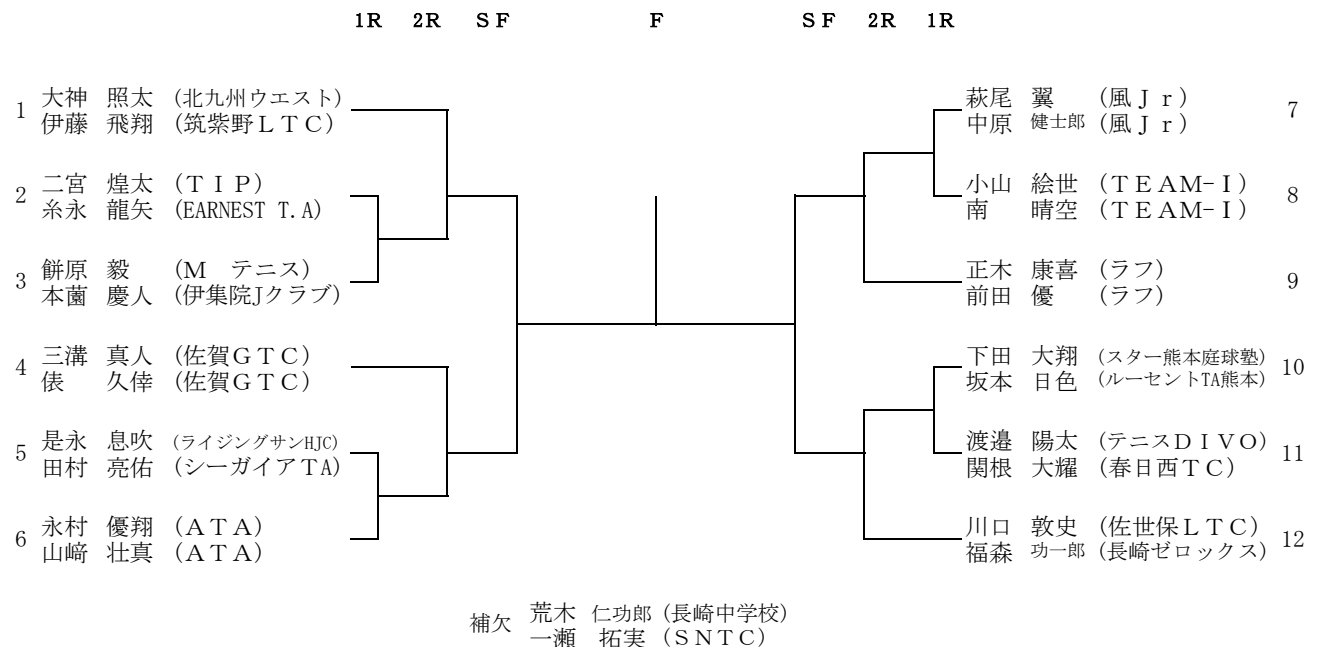 1R 2R SF F SF 2R 1R
1 大神 照太 (北九州ウエスト)
伊藤 飛翔 (筑紫野LTC)
2 二宮 煌太 (TIP)
糸永 龍矢 (EARNEST T.A)
3 餅原 毅 (M テニス)
本薗 慶人 (伊集院Jクラブ)
4 三溝 真人 (佐賀GTC)
俵 久倖 (佐賀GTC)
5 是永 息吹 (ライジングサンHJC)
田村 亮佑 (シーガイアTA)
6 永村 優翔 (ATA)
山﨑 壮真 (ATA)
萩尾 翼 (風Jr) 7
中原 健士郎 (風Jr)
小山 絵世 (TEAM-I) 8
南 晴空 (TEAM-I)
正木 康喜 (ラフ) 9
前田 優 (ラフ)
下田 大翔 (スター熊本庭球塾) 10
坂本 日色 (ルーセントTA熊本)
渡邉 陽太 (テニスDIVO) 11
関根 大耀 (春日西TC)
川口 敦史 (佐世保LTC) 12
福森 功一郎 (長崎ゼロックス)
補欠 荒木 仁功郎 (長崎中学校)
一瀬 拓実 (SNTC)